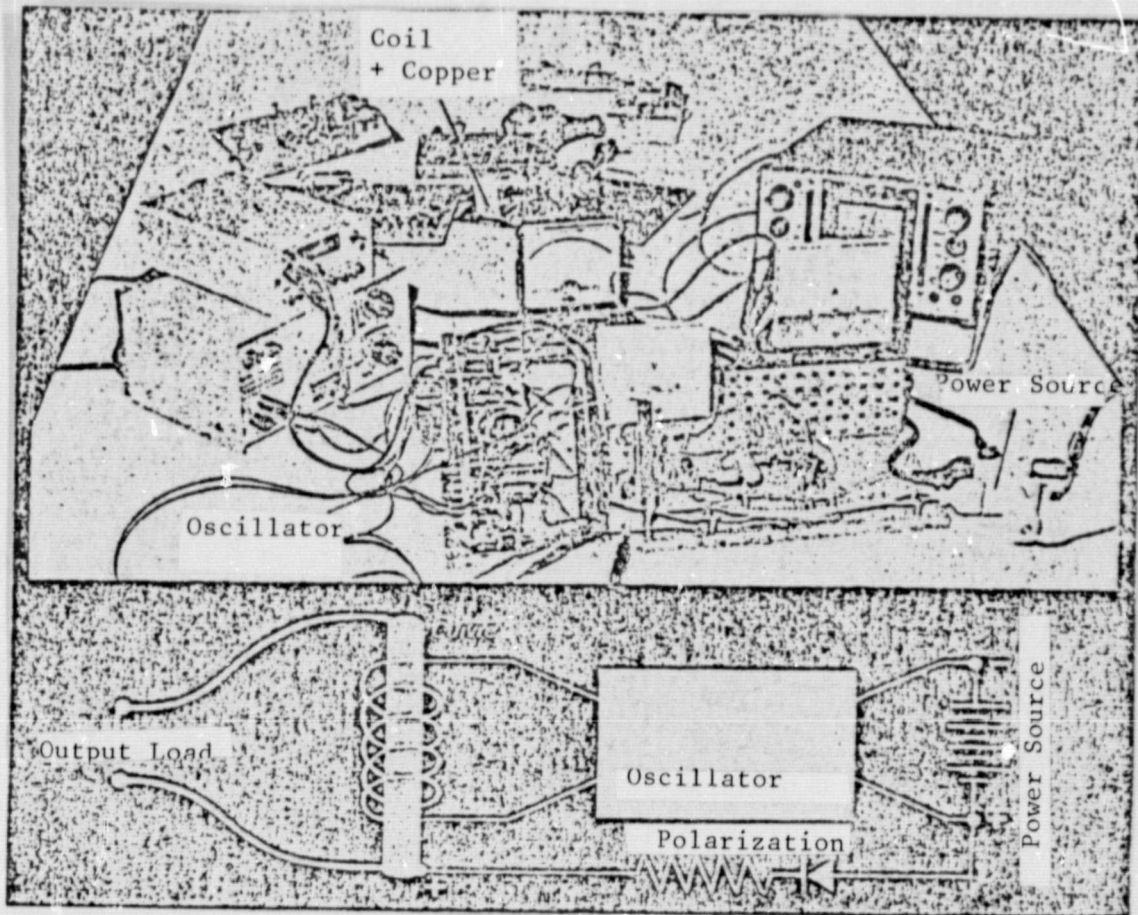 Coil
+ Copper
Power Source
Oscillator
Output Load
Oscillator
Polarization
Power Source